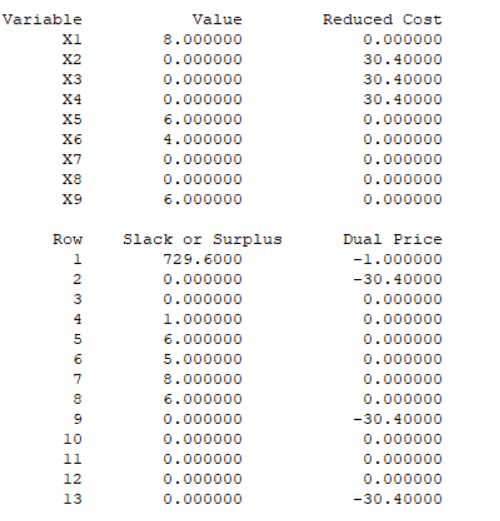 Variable Value Reduced Cost
X1 8.000000 0.000000
X2 0.000000 30.40000
X3 0.000000 30.40000
X4 0.000000 30.40000
X5 6.000000 0.000000
X6 4.000000 0.000000
X7 0.000000 0.000000
X8 0.000000 0.000000
X9 6.000000 0.000000
Row Slack or Surplus Dual Price
1 729.6000 -1.000000
2 0.000000 -30.40000
3 0.000000 0.000000
4 1.000000 0.000000
5 6.000000 0.000000
6 5.000000 0.000000
7 8.000000 0.000000
8 6.000000 0.000000
9 0.000000 -30.40000
10 0.000000 0.000000
11 0.000000 0.000000
12 0.000000 0.000000
13 0.000000 -30.40000